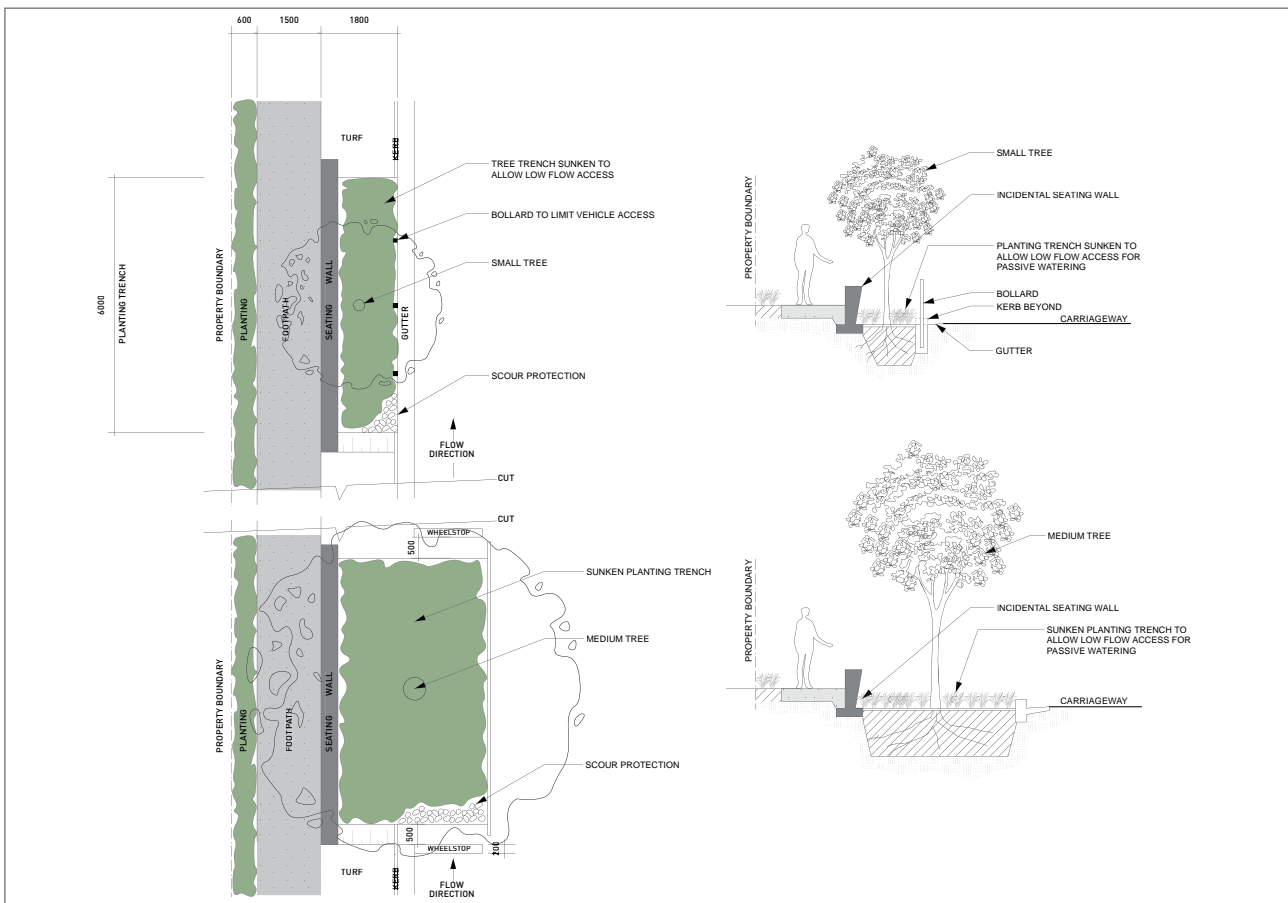 600
1500
1800
TURF
KERB
TREE TRENCH SUNKEN TO
ALLOW LOW FLOW ACCESS
BOLLARD TO LIMIT VEHICLE ACCESS
SMALL TREE
6000
PLANTING TRENCH
PROPERTY BOUNDARY
PLANTING
FOOTPATH
SEATING WALL
GUTTER
SCOUR PROTECTION
FLOW
DIRECTION
CUT
CUT
WHEELSTOP
500
SUNKEN PLANTING TRENCH
MEDIUM TREE
PROPERTY BOUNDARY
PLANTING
FOOTPATH
SEATING WALL
SCOUR PROTECTION
500
WHEELSTOP
200
TURF
KERB
FLOW
DIRECTION
PROPERTY BOUNDARY
SMALL TREE
INCIDENTAL SEATING WALL
PLANTING TRENCH SUNKEN TO
ALLOW LOW FLOW ACCESS FOR
PASSIVE WATERING
BOLLARD
KERB BEYOND
CARRIAGEWAY
GUTTER
PROPERTY BOUNDARY
MEDIUM TREE
INCIDENTAL SEATING WALL
SUNKEN PLANTING TRENCH TO
ALLOW LOW FLOW ACCESS FOR
PASSIVE WATERING
CARRIAGEWAY